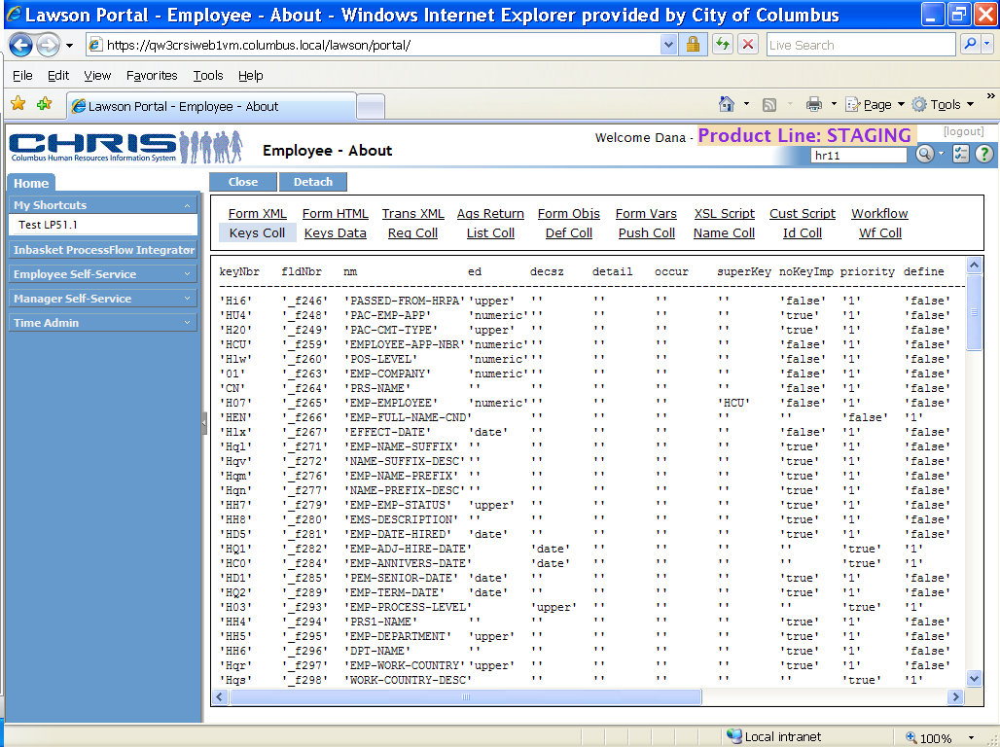 Lawson Portal - Employee - About - Windows Internet Explorer provided by City of Columbus
https://qw3crsiweb1vm.columbus.local/lawson/portal/
Live Search
File Edit View Favorites Tools Help
Lawson Portal - Employee - About
Page Tools »
CHRIS
Columbus Human Resources Information System
Employee - About
Welcome Dana - Product Line: STAGING [logout]
hr11
Home
Close Detach
My Shortcuts
Test LP51.1
Inbasket ProcessFlow Integrator
Employee Self-Service
Manager Self-Service
Time Admin
Form XML Form HTML Trans XML Ags Return Form Objs Form Vars XSL Script Cust Script Workflow
Keys Coll Keys Data Req Coll List Coll Def Coll Push Coll Name Coll Id Coll Wf Coll
keyNbr fldNbr nm ed decsz detail occur superKey noKeyImp priority define
'Hi6' '_f246' 'PASSED-FROM-HRPA' 'upper' '' '' '' '' 'false' '1' 'false'
'HU4' '_f248' 'PAC-EMP-APP' 'numeric' '' '' '' '' 'true' '1' 'false'
'H20' '_f249' 'PAC-CMT-TYPE' 'upper' '' '' '' '' 'true' '1' 'false'
'HCU' '_f259' 'EMPLOYEE-APP-NBR' 'numeric' '' '' '' '' 'false' '1' 'false'
'Hlw' '_f260' 'POS-LEVEL' 'numeric' '' '' '' '' 'false' '1' 'false'
'01' '_f263' 'EMP-COMPANY' 'numeric' '' '' '' '' 'false' '1' 'false'
'CN' '_f264' 'PRS-NAME' '' '' '' '' '' 'false' '1' 'false'
'H07' '_f265' 'EMP-EMPLOYEE' 'numeric' '' '' '' 'HCU' 'false' '1' 'false'
'HEN' '_f266' 'EMP-FULL-NAME-CND' '' '' '' '' '' 'false' '1'
'Hlx' '_f267' 'EFFECT-DATE' 'date' '' '' '' '' 'false' '1' 'false'
'Hql' '_f271' 'EMP-NAME-SUFFIX' '' '' '' '' '' 'true' '1' 'false'
'Hqv' '_f272' 'NAME-SUFFIX-DESC' '' '' '' '' '' 'true' '1' 'false'
'Hqm' '_f276' 'EMP-NAME-PREFIX' '' '' '' '' '' 'true' '1' 'false'
'Hqn' '_f277' 'NAME-PREFIX-DESC' '' '' '' '' '' 'true' '1' 'false'
'HH7' '_f279' 'EMP-EMP-STATUS' 'upper' '' '' '' '' 'true' '1' 'false'
'HH8' '_f280' 'EMS-DESCRIPTION' '' '' '' '' '' 'true' '1' 'false'
'HD5' '_f281' 'EMP-DATE-HIRED' 'date' '' '' '' '' 'true' '1' 'false'
'HQ1' '_f282' 'EMP-ADJ-HIRE-DATE' 'date' '' '' '' '' 'true' '1'
'HC0' '_f284' 'EMP-ANNIVERS-DATE' 'date' '' '' '' '' 'true' '1'
'HD1' '_f285' 'PEM-SENIOR-DATE' 'date' '' '' '' '' 'true' '1' 'false'
'HQ2' '_f289' 'EMP-TERM-DATE' 'date' '' '' '' '' 'true' '1' 'false'
'H03' '_f293' 'EMP-PROCESS-LEVEL' 'upper' '' '' '' '' 'true' '1'
'HH4' '_f294' 'PRS1-NAME' '' '' '' '' '' 'true' '1' 'false'
'HH5' '_f295' 'EMP-DEPARTMENT' 'upper' '' '' '' '' 'true' '1' 'false'
'HH6' '_f296' 'DPT-NAME' '' '' '' '' '' 'true' '1' 'false'
'Hqr' '_f297' 'EMP-WORK-COUNTRY' 'upper' '' '' '' '' 'true' '1' 'false'
'Hqs' '_f298' 'WORK-COUNTRY-DESC' '' '' '' '' '' 'true' '1'
Local intranet 100%